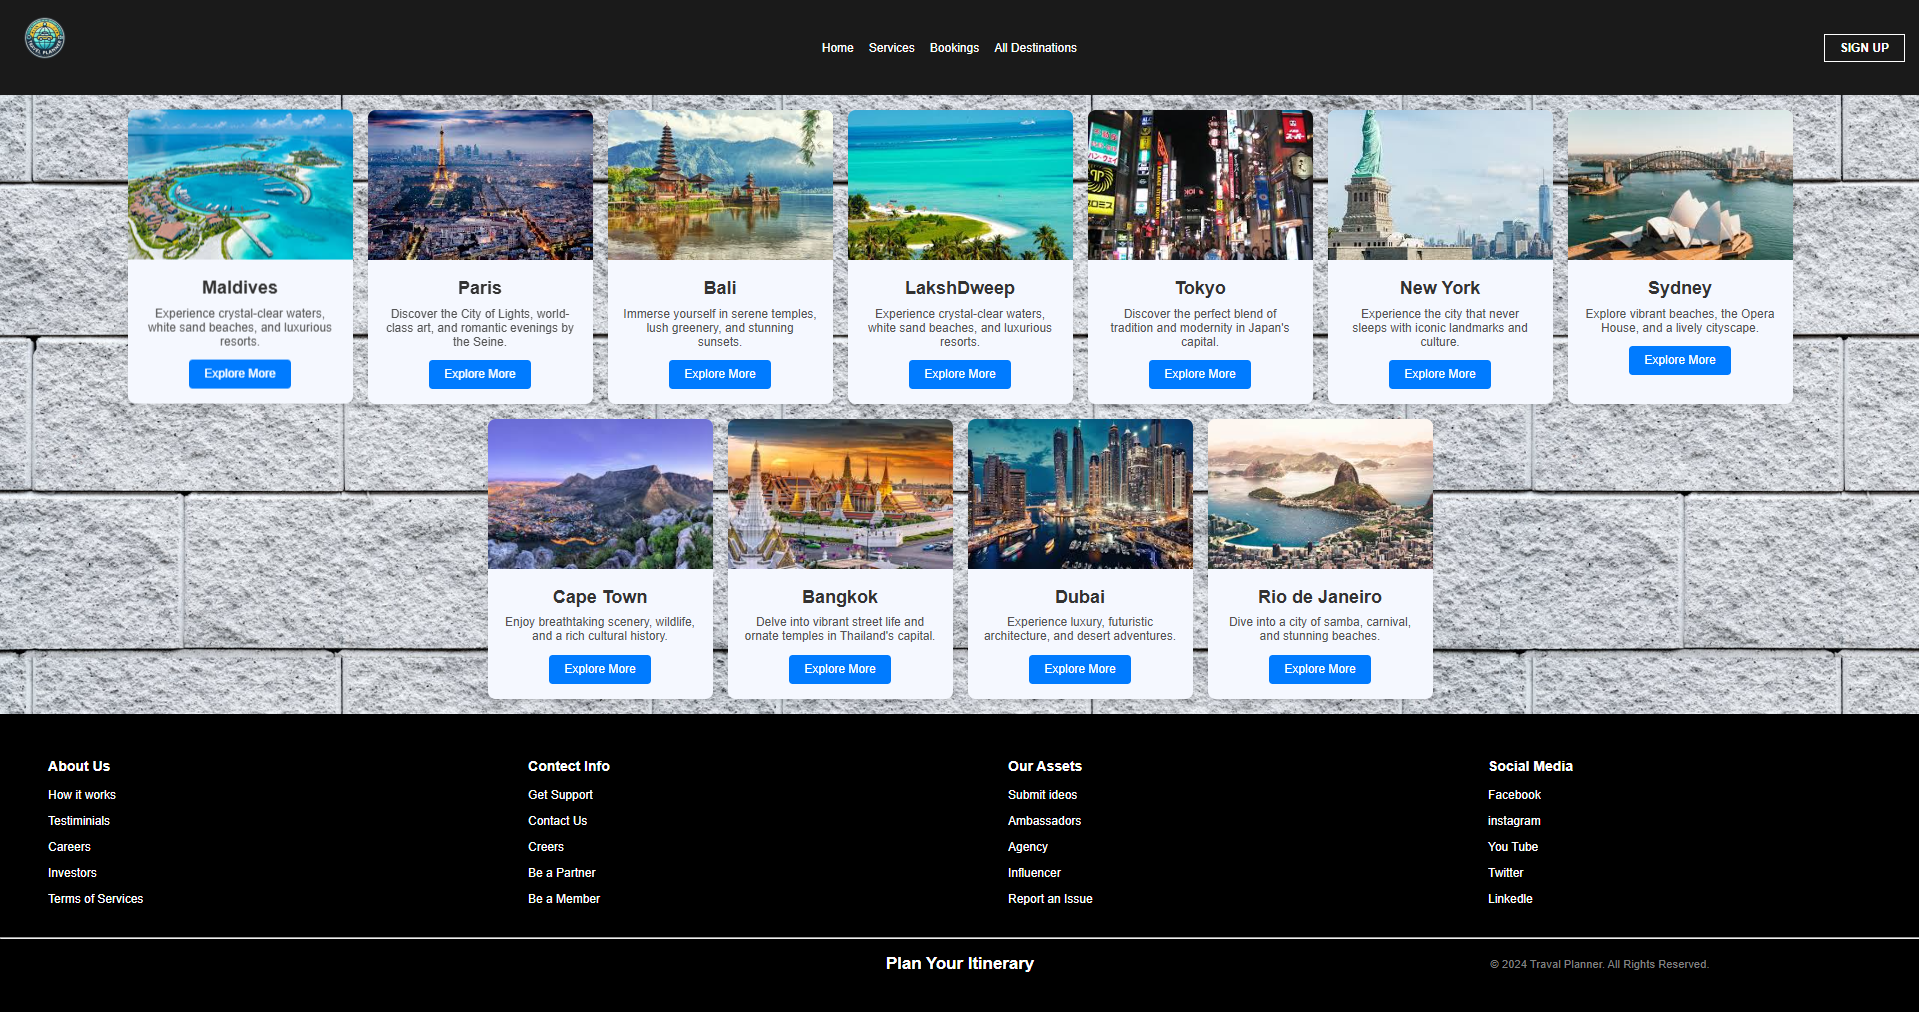 TRAVEL PLANNER
Home Services Bookings All Destinations
SIGN UP
Maldives
Experience crystal-clear waters,
white sand beaches, and luxurious
resorts.
Explore More
Paris
Discover the City of Lights, world-
class art, and romantic evenings by
the Seine.
Explore More
Bali
Immerse yourself in serene temples,
lush greenery, and stunning
sunsets.
Explore More
LakshDweep
Experience crystal-clear waters,
white sand beaches, and luxurious
resorts.
Explore More
Tokyo
Discover the perfect blend of
tradition and modernity in Japan's
capital.
Explore More
New York
Experience the city that never
sleeps with iconic landmarks and
culture.
Explore More
Sydney
Explore vibrant beaches, the Opera
House, and a lively cityscape.
Explore More
Cape Town
Enjoy breathtaking scenery, wildlife,
and a rich cultural history.
Explore More
Bangkok
Delve into vibrant street life and
ornate temples in Thailand's capital.
Explore More
Dubai
Experience luxury, futuristic
architecture, and desert adventures.
Explore More
Rio de Janeiro
Dive into a city of samba, carnival,
and stunning beaches.
Explore More
About Us
How it works
Testiminials
Careers
Investors
Terms of Services
Contect Info
Get Support
Contact Us
Creers
Be a Partner
Be a Member
Our Assets
Submit ideos
Ambassadors
Agency
Influencer
Report an Issue
Social Media
Facebook
instagram
You Tube
Twitter
Linkedle
Plan Your Itinerary
© 2024 Traval Planner. All Rights Reserved.